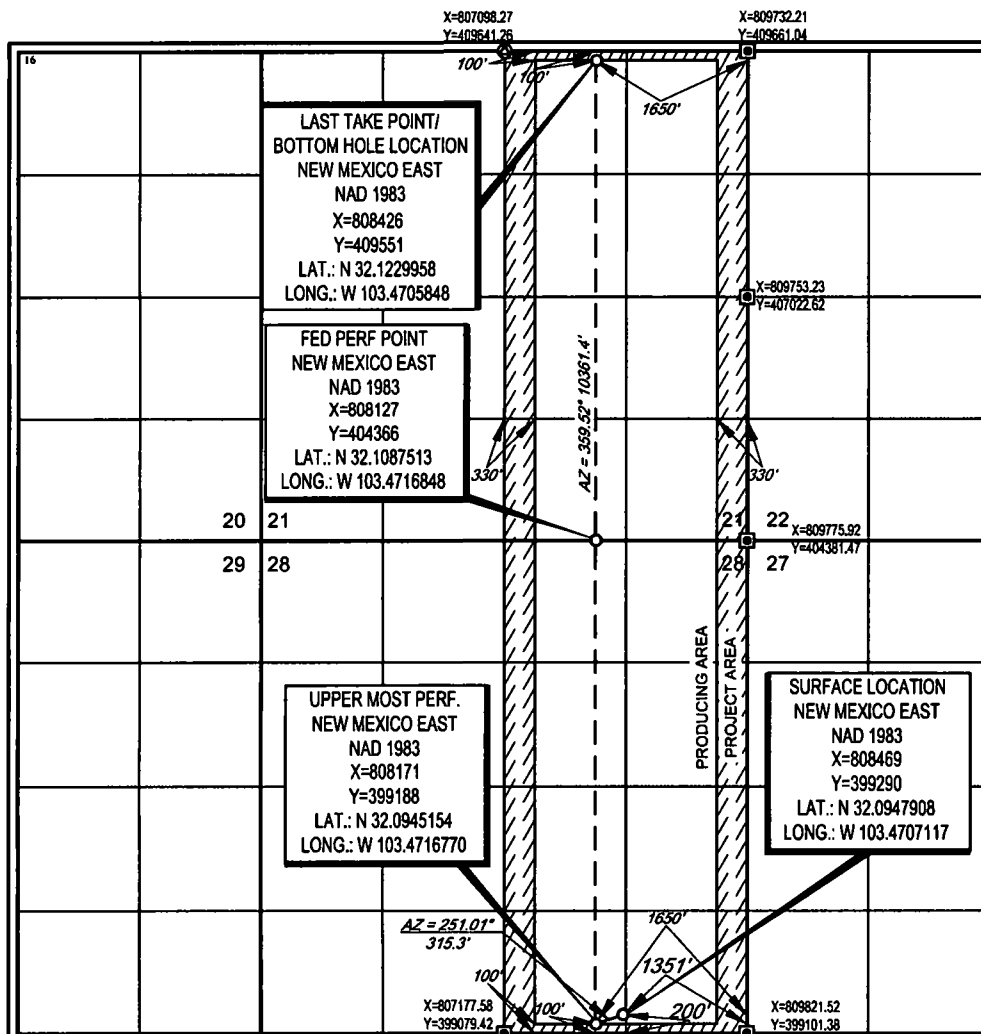 X=807098.27
Y=409641.26
X=809732.21
Y=409661.04
16
100'
100'
1650'
LAST TAKE POINT/
BOTTOM HOLE LOCATION
NEW MEXICO EAST
NAD 1983
X=808426
Y=409551
LAT.: N 32.1229958
LONG.: W 103.4705848
X=809753.23
Y=407022.62
FED PERF POINT
NEW MEXICO EAST
NAD 1983
X=808127
Y=404366
LAT.: N 32.1087513
LONG.: W 103.4716848
AZ = 359.52° 10361.4'
330'
330'
20 21
29 28
21 22
28 27
X=809775.92
Y=404381.47
PRODUCING AREA
PROJECT AREA
UPPER MOST PERF.
NEW MEXICO EAST
NAD 1983
X=808171
Y=399188
LAT.: N 32.0945154
LONG.: W 103.4716770
SURFACE LOCATION
NEW MEXICO EAST
NAD 1983
X=808469
Y=399290
LAT.: N 32.0947908
LONG.: W 103.4707117
AZ = 251.01°
315.3'
1650'
1351'
100'
100'
200'
X=807177.58
Y=399079.42
X=809821.52
Y=399101.38